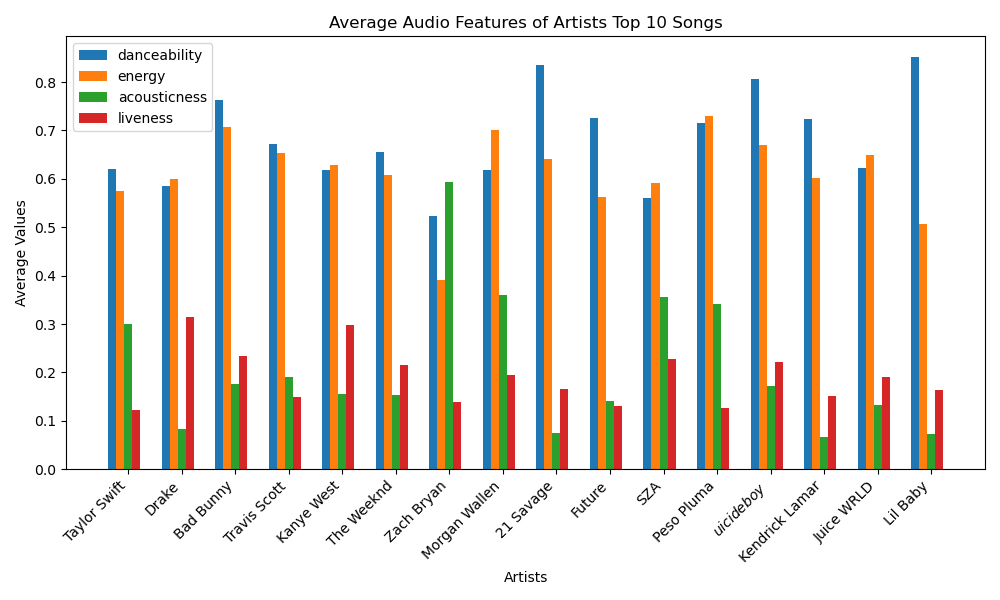 Average Audio Features of Artists Top 10 Songs
danceability
energy
acousticness
liveness
Average Values
0.8
0.7
0.6
0.5
0.4
0.3
0.2
0.1
0.0
Taylor Swift
Drake
Bad Bunny
Travis Scott
Kanye West
The Weeknd
Zach Bryan
Morgan Wallen
21 Savage
Future
SZA
Peso Pluma
uicideboy
Kendrick Lamar
Juice WRLD
Lil Baby
Artists